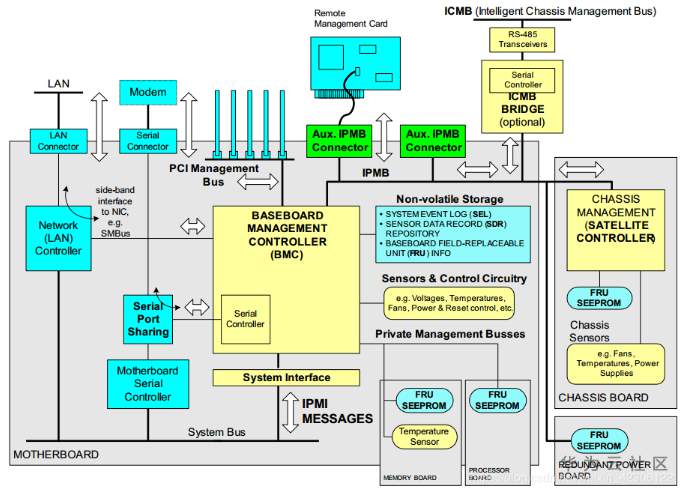 Remote
Management Card
ICMB (Intelligent Chassis Management Bus)
RS-485
Transceivers
Serial
Controller
ICMB
BRIDGE
(optional)
LAN
Modem
LAN
Connector
Serial
Connector
Aux. IPMB
Connector
Aux. IPMB
Connector
PCI Management
Bus
IPMB
side-band
interface
to NIC,
e.g.
SMBus
Network
(LAN)
Controller
BASEBOARD
MANAGEMENT
CONTROLLER
(BMC)
Non-volatile Storage
• SYSTEM EVENT LOG (SEL)
• SENSOR DATA RECORD (SDR)
REPOSITORY
• BASEBOARD FIELD-REPLACEABLE
UNIT (FRU) INFO
CHASSIS
MANAGEMENT
(SATELLITE
CONTROLLER)
Sensors & Control Circuitry
e.g. Voltages, Temperatures,
Fans, Power & Reset control, etc.
FRU
SEEPROM
Serial
Port
Sharing
Serial
Controller
Private Management Busses
Chassis
Sensors
e.g. Fans,
Temperatures, Power
Supplies
Motherboard
Serial
Controller
System Interface
FRU
SEEPROM
FRU
SEEPROM
CHASSIS BOARD
IPMI
MESSAGES
Temperature
Sensor
System Bus
FRU
SEEPROM
MOTHERBOARD
MEMORY BOARD
PROCESSOR
BOARD
REDUNDANT POWER
BOARD
华为云社区